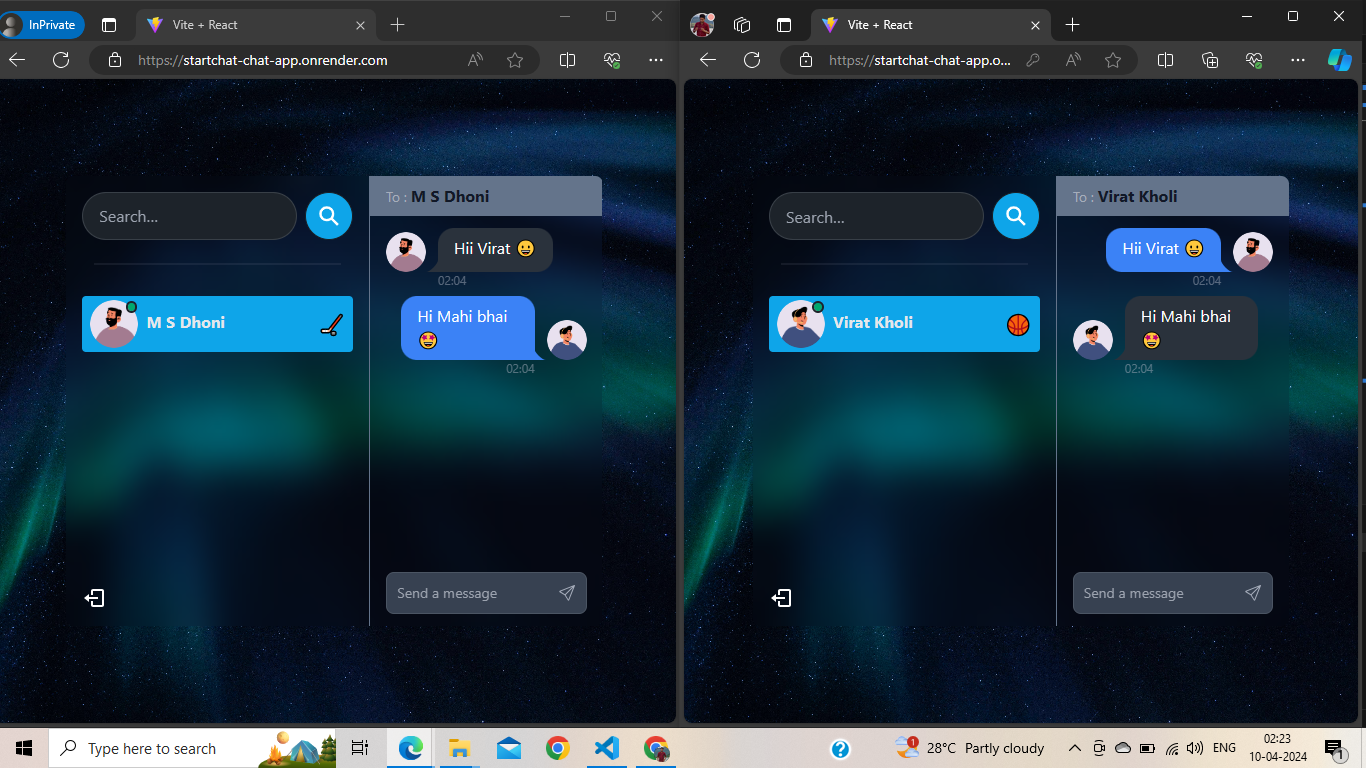 InPrivate
Vite + React
https://startchat-chat-app.onrender.com
Search...
M S Dhoni
To : M S Dhoni
Hii Virat 😀
02:04
Hi Mahi bhai
🤩
02:04
Send a message
Vite + React
https://startchat-chat-app.o...
Search...
Virat Kholi
To : Virat Kholi
Hii Virat 😀
02:04
Hi Mahi bhai
🤩
02:04
Send a message
Type here to search
1
28°C Partly cloudy
ENG
02:23
10-04-2024
1